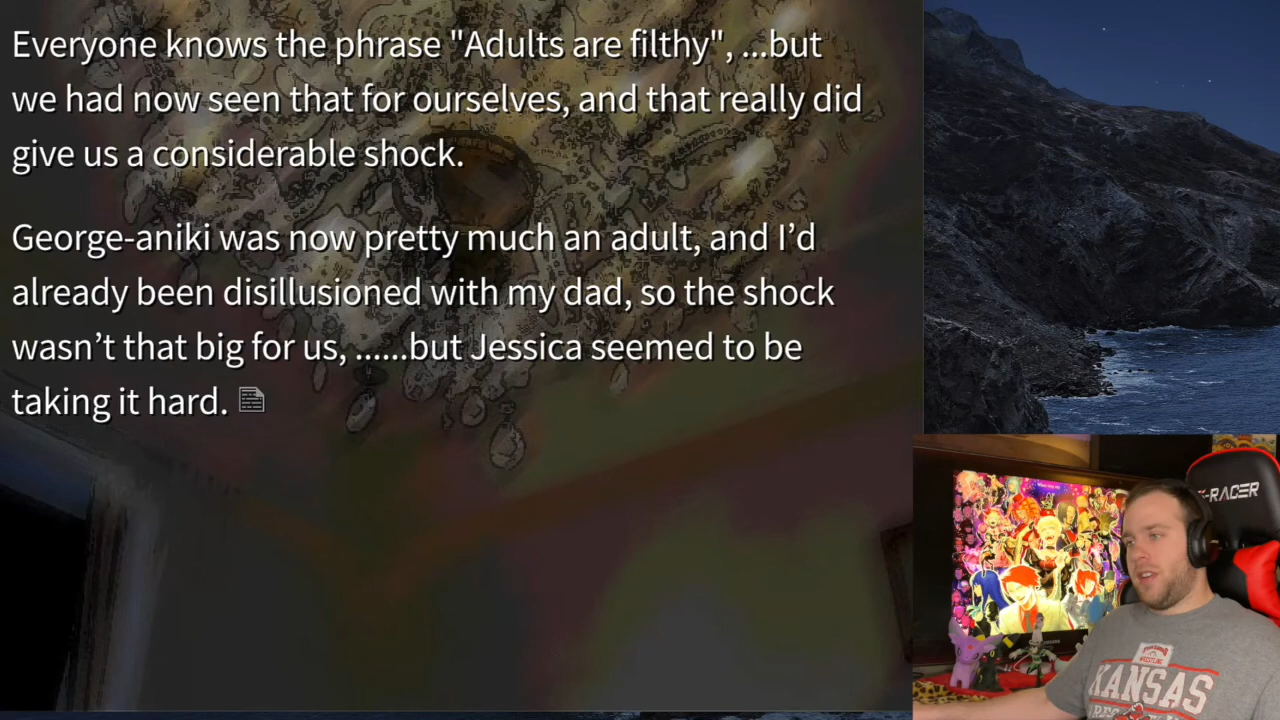 Everyone knows the phrase "Adults are filthy", ...but
we had now seen that for ourselves, and that really did
give us a considerable shock.
George-aniki was now pretty much an adult, and I’d
already been disillusioned with my dad, so the shock
wasn’t that big for us, ......but Jessica seemed to be
taking it hard.
-RACER
SAMSUNG
WRESTLING
KANSAS